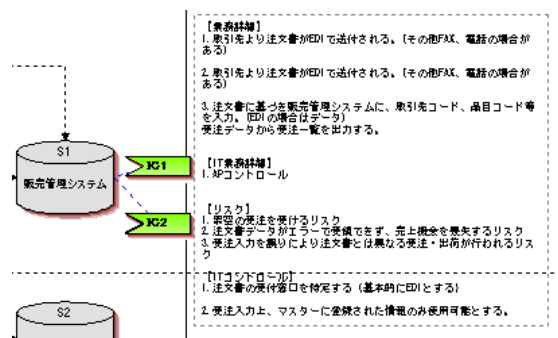 【業務詳細】
1. 取引先より注文書がEDIで送付される。（その他FAX、電話の場合が
ある）
2. 取引先より注文書がEDIで送付される。（その他FAX、電話の場合が
ある）
3. 注文書に基づき販売管理システムに、取引先コード、品目コード等
を入力。（EDIの場合はデータ）
受注データから受注一覧を出力する。
S1
販売管理システム
IC1
IC2
【IT業務詳細】
1. APコントロール
【リスク】
1. 架空の受注を受けるリスク
2. 注文書データがエラーで受領できず、売上機会を喪失するリスク
3. 受注入力を誤りにより注文書とは異なる受注・出荷が行われるリス
ク
【ITコントロール】
1. 注文書の受付窓口を特定する（基本的にEDIとする）
2. 受注入力上、マスターに登録された情報のみ使用可能とする。
S2